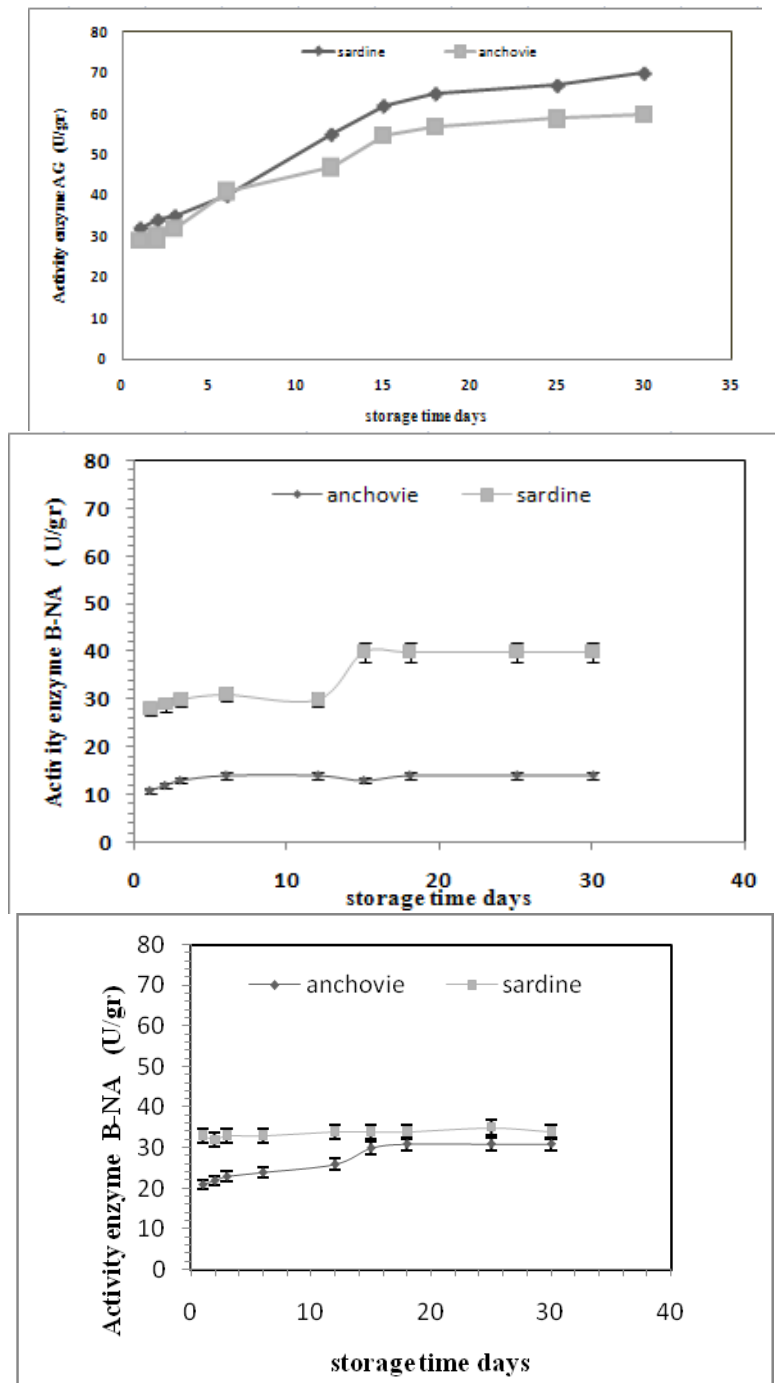 80
70
60
50
40
30
20
10
0
sardine anchovie
Activity enzyme AG (U/gr)
0 5 10 15 20 25 30 35
storage time days
80
70
60
50
40
30
20
10
0
anchovie sardine
Activity enzyme B-NA ( U/gr)
0 10 20 30 40
storage time days
80
70
60
50
40
30
20
10
0
anchovie sardine
Activity enzyme B-NA (U/gr)
0 10 20 30 40
storage time days